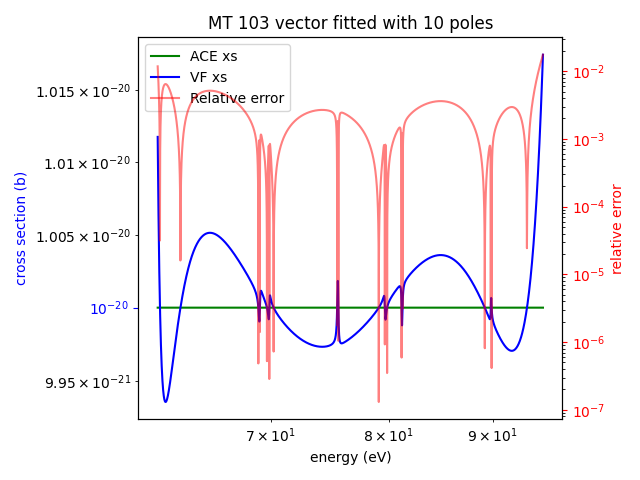 MT 103 vector fitted with 10 poles
ACE xs
VF xs
Relative error
1.015 × 10⁻²⁰
1.01 × 10⁻²⁰
1.005 × 10⁻²⁰
10⁻²⁰
9.95 × 10⁻²¹
cross section (b)
10⁻²
10⁻³
10⁻⁴
10⁻⁵
10⁻⁶
10⁻⁷
relative error
7 × 10¹
8 × 10¹
9 × 10¹
energy (eV)